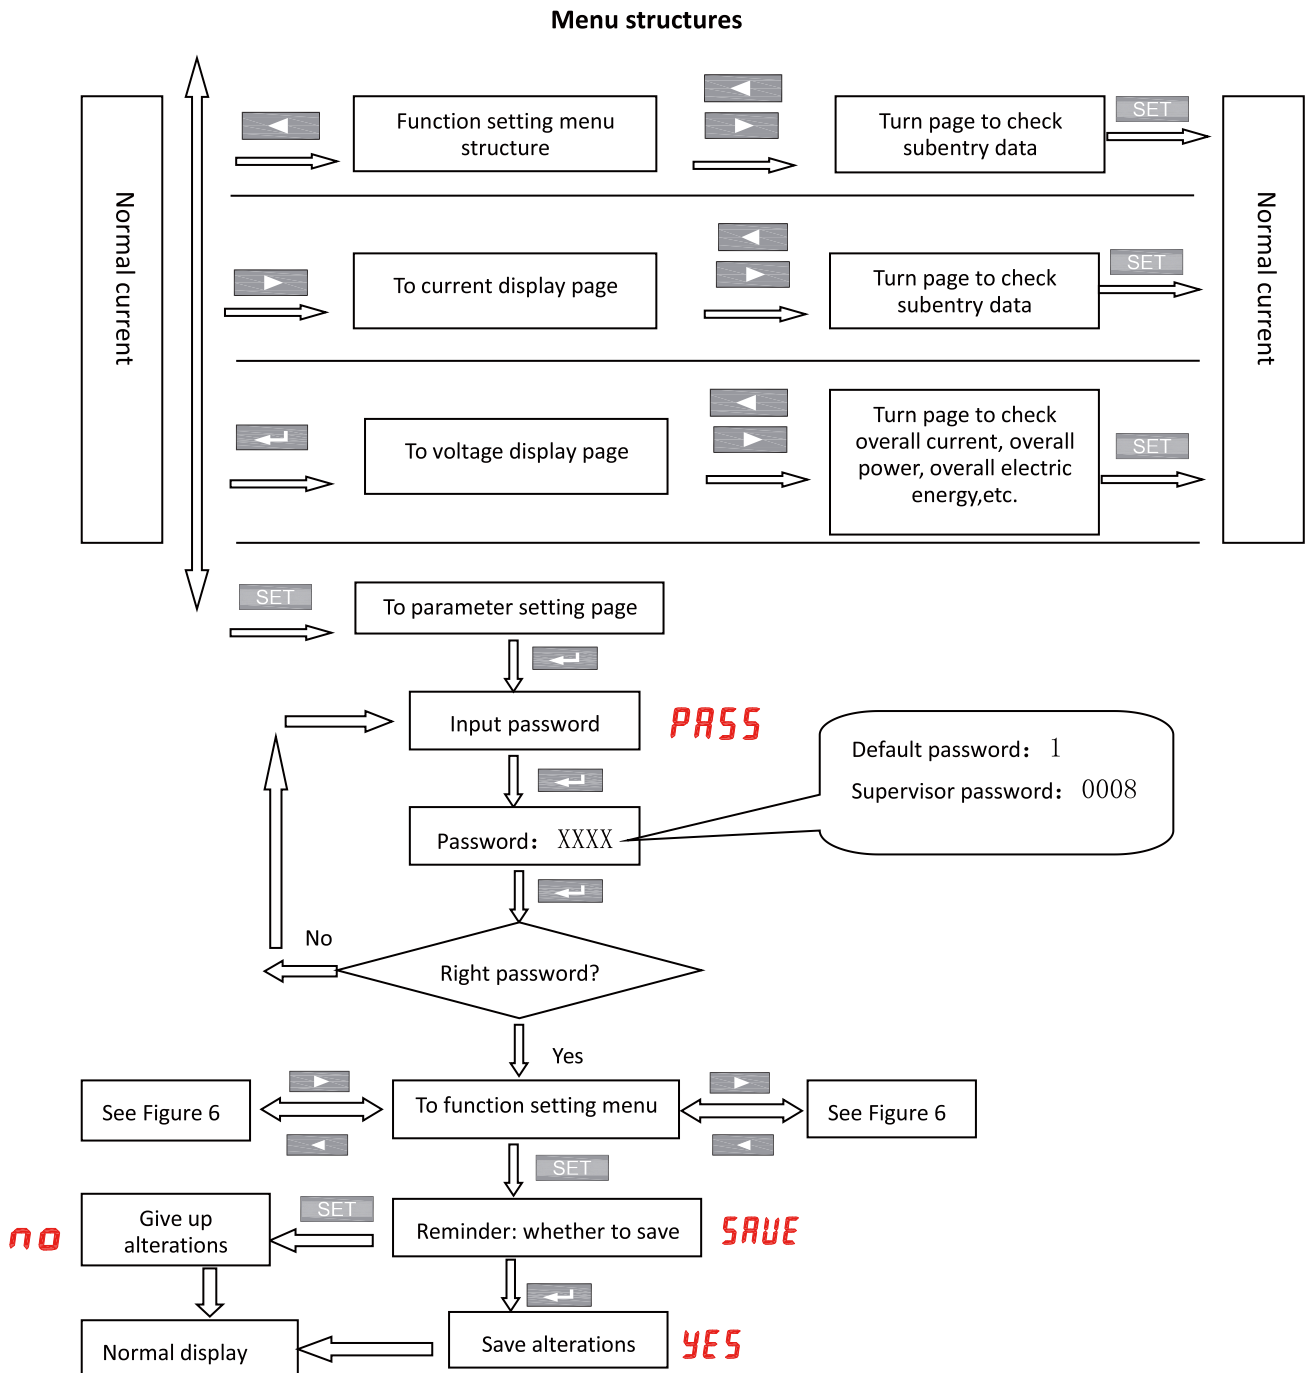 Menu structures
Normal current
Function setting menu
structure
Turn page to check
subentry data
SET
Normal current
To current display page
Turn page to check
subentry data
SET
To voltage display page
Turn page to check
overall current, overall
power, overall electric
energy,etc.
SET
SET
To parameter setting page
Input password
PASS
Default password： 1
Supervisor password： 0008
Password： XXXX
No
Right password?
Yes
See Figure 6
To function setting menu
See Figure 6
SET
no
Give up
alterations
SET
Reminder: whether to save
SAVE
Save alterations
YES
Normal display